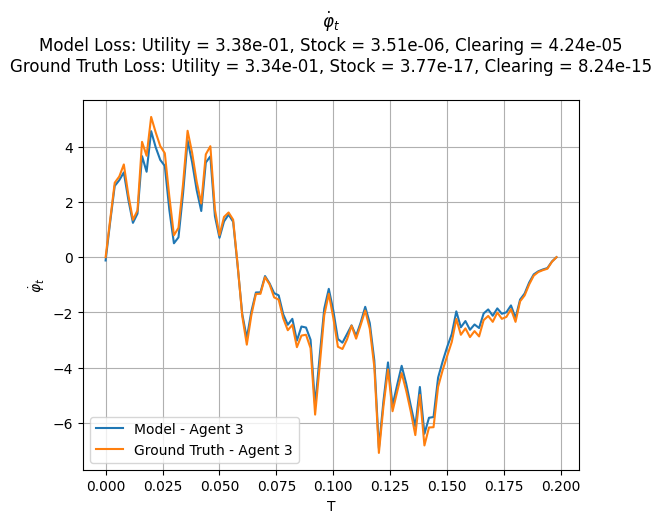 φ̇_t
Model Loss: Utility = 3.38e-01, Stock = 3.51e-06, Clearing = 4.24e-05
Ground Truth Loss: Utility = 3.34e-01, Stock = 3.77e-17, Clearing = 8.24e-15
4
2
0
−2
−4
−6
φ̇_t
Model - Agent 3
Ground Truth - Agent 3
0.000 0.025 0.050 0.075 0.100 0.125 0.150 0.175 0.200
T